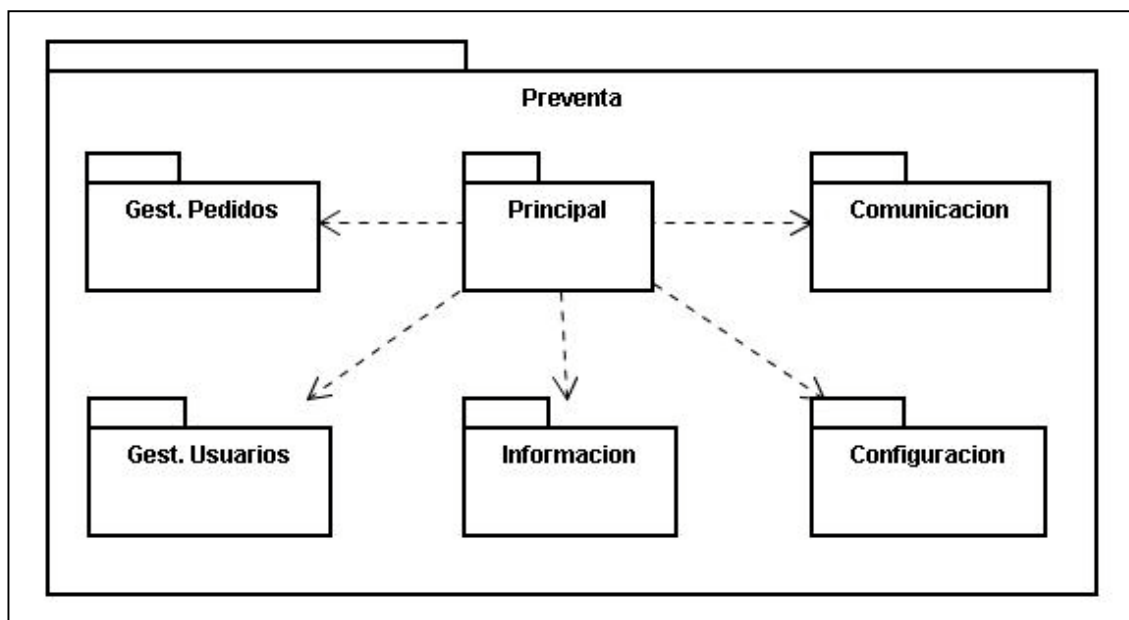 Preventa
Gest. Pedidos
Principal
Comunicacion
Gest. Usuarios
Informacion
Configuracion